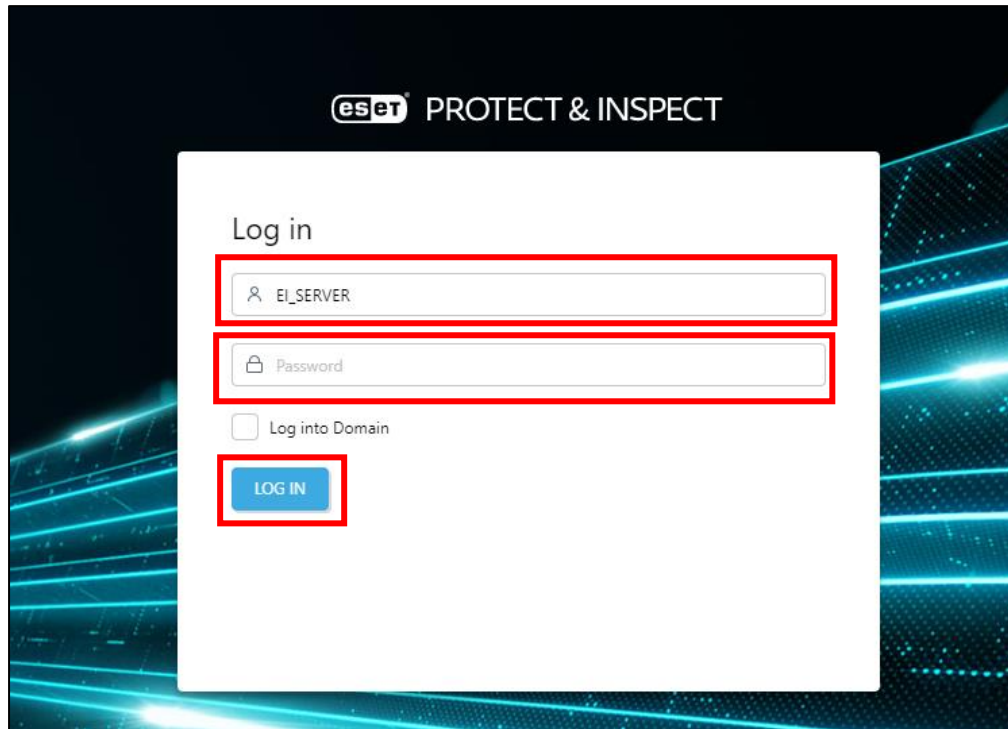 eset® PROTECT & INSPECT
Log in
EI_SERVER
Password
Log into Domain
LOG IN